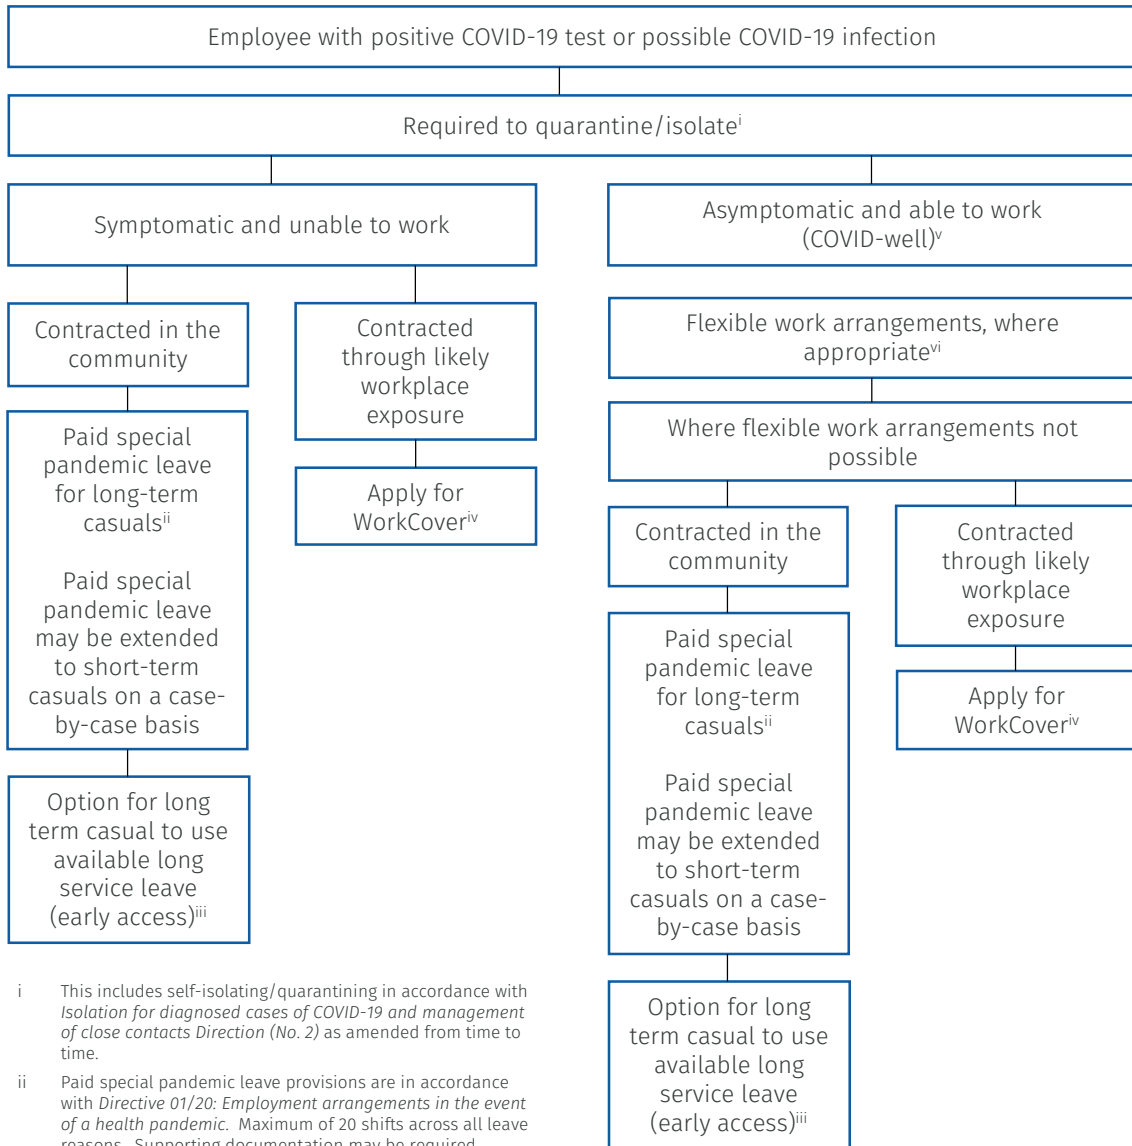 Employee with positive COVID-19 test or possible COVID-19 infection
Required to quarantine/isolateⁱ
Symptomatic and unable to work
Contracted in the
community
Paid special
pandemic leave
for long-term
casualsⁱⁱ
Paid special
pandemic leave
may be extended
to short-term
casuals on a case-
by-case basis
Option for long
term casual to use
available long
service leave
(early access)ⁱⁱⁱ
Contracted
through likely
workplace
exposure
Apply for
WorkCoverⁱᵛ
Asymptomatic and able to work
(COVID-well)ᵛ
Flexible work arrangements, where
appropriateᵛⁱ
Where flexible work arrangements not
possible
Contracted in the
community
Paid special
pandemic leave
for long-term
casualsⁱⁱ
Paid special
pandemic leave
may be extended
to short-term
casuals on a case-
by-case basis
Option for long
term casual to use
available long
service leave
(early access)ⁱⁱⁱ
Contracted
through likely
workplace
exposure
Apply for
WorkCoverⁱᵛ
i This includes self-isolating/quarantining in accordance with
Isolation for diagnosed cases of COVID-19 and management
of close contacts Direction (No. 2) as amended from time to
time.
ii Paid special pandemic leave provisions are in accordance
with Directive 01/20: Employment arrangements in the event
of a health pandemic. Maximum of 20 shifts across all leave
reasons. Supporting documentation may be required